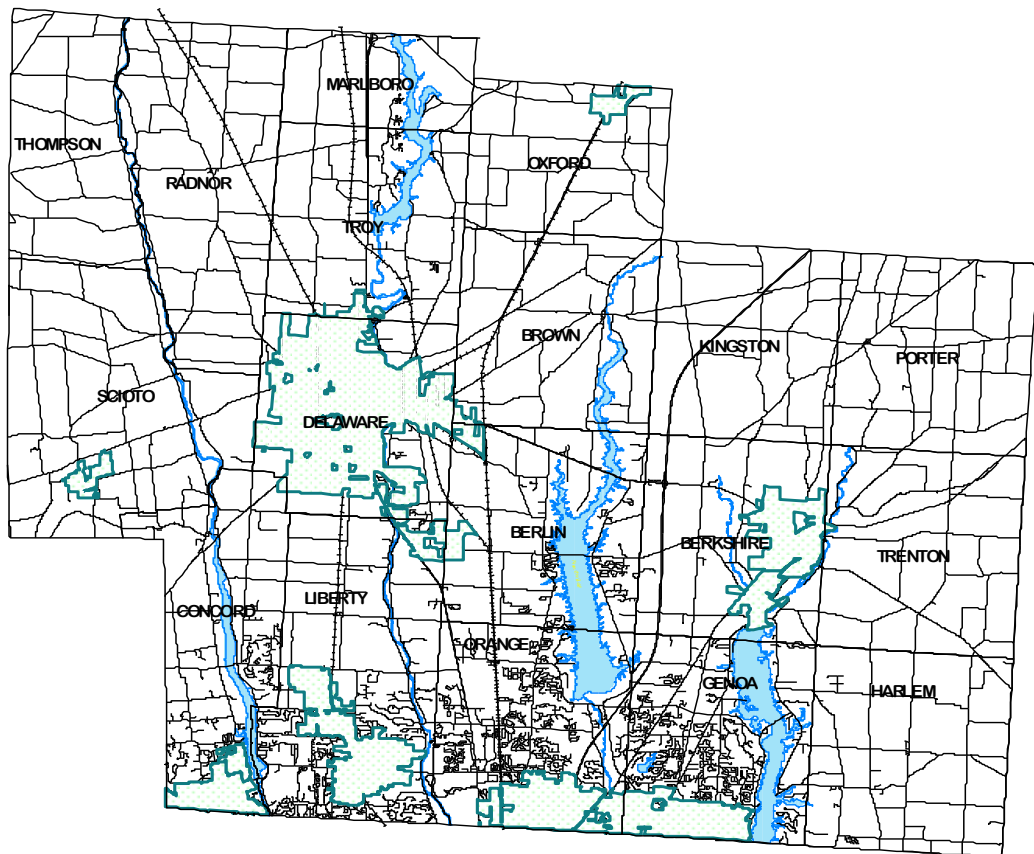 MARLBORO
THOMPSON
OXFORD
RADNOR
TROY
BROWN
KINGSTON
PORTER
SCIOTO
DELAWARE
BERLIN
BERKSHIRE
TRENTON
LIBERTY
CONCORD
ORANGE
GENOA
HARLEM